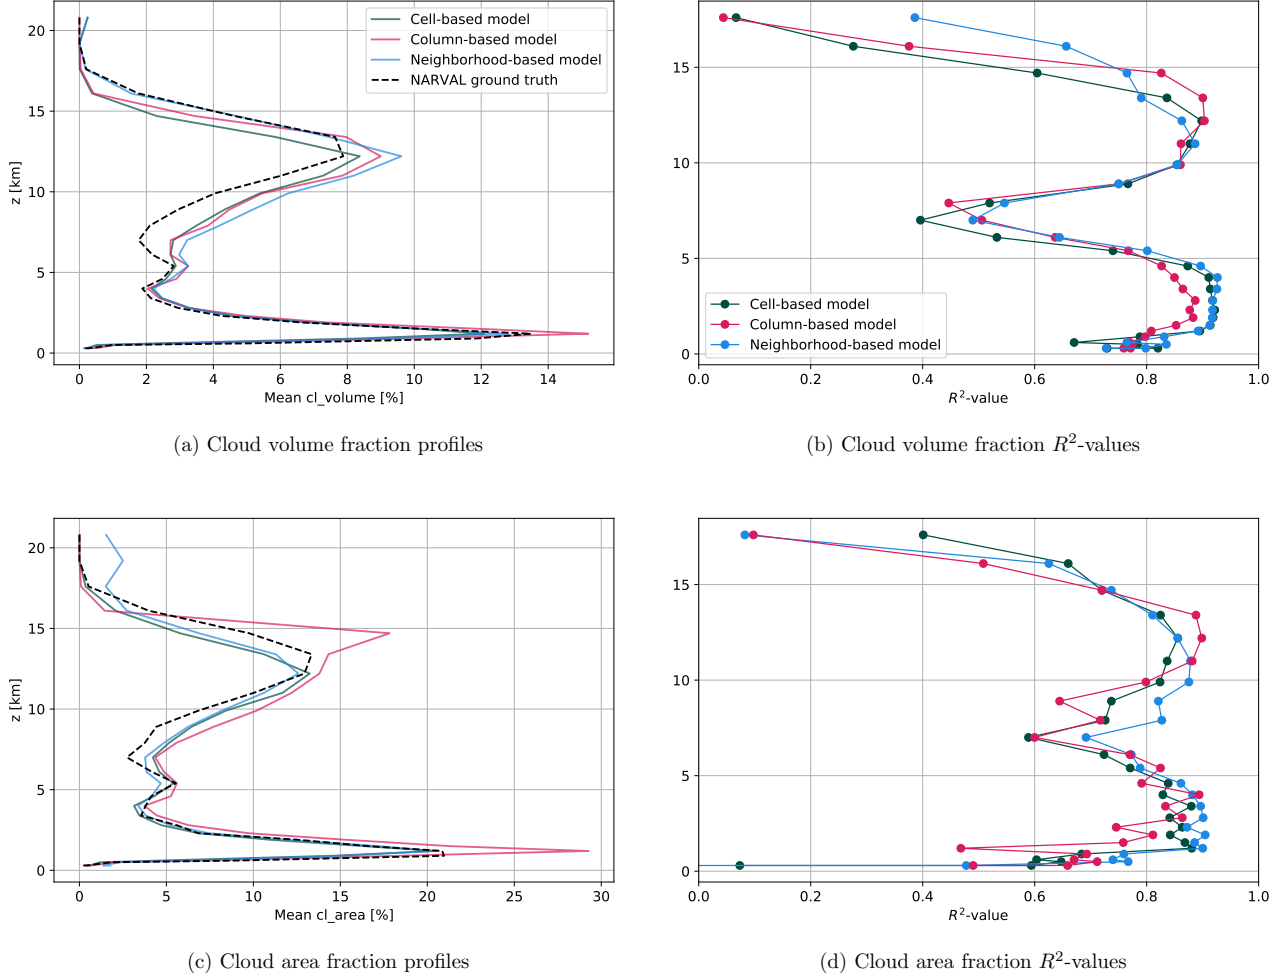 20
15
10
5
0
z [km]
0
2
4
6
8
10
12
14
Mean cl_volume [%]
Cell-based model
Column-based model
Neighborhood-based model
NARVAL ground truth
(a) Cloud volume fraction profiles
15
10
5
0
0.0
0.2
0.4
0.6
0.8
1.0
R²-value
Cell-based model
Column-based model
Neighborhood-based model
(b) Cloud volume fraction R²-values
20
15
10
5
0
z [km]
0
5
10
15
20
25
30
Mean cl_area [%]
(c) Cloud area fraction profiles
15
10
5
0
0.0
0.2
0.4
0.6
0.8
1.0
R²-value
(d) Cloud area fraction R²-values